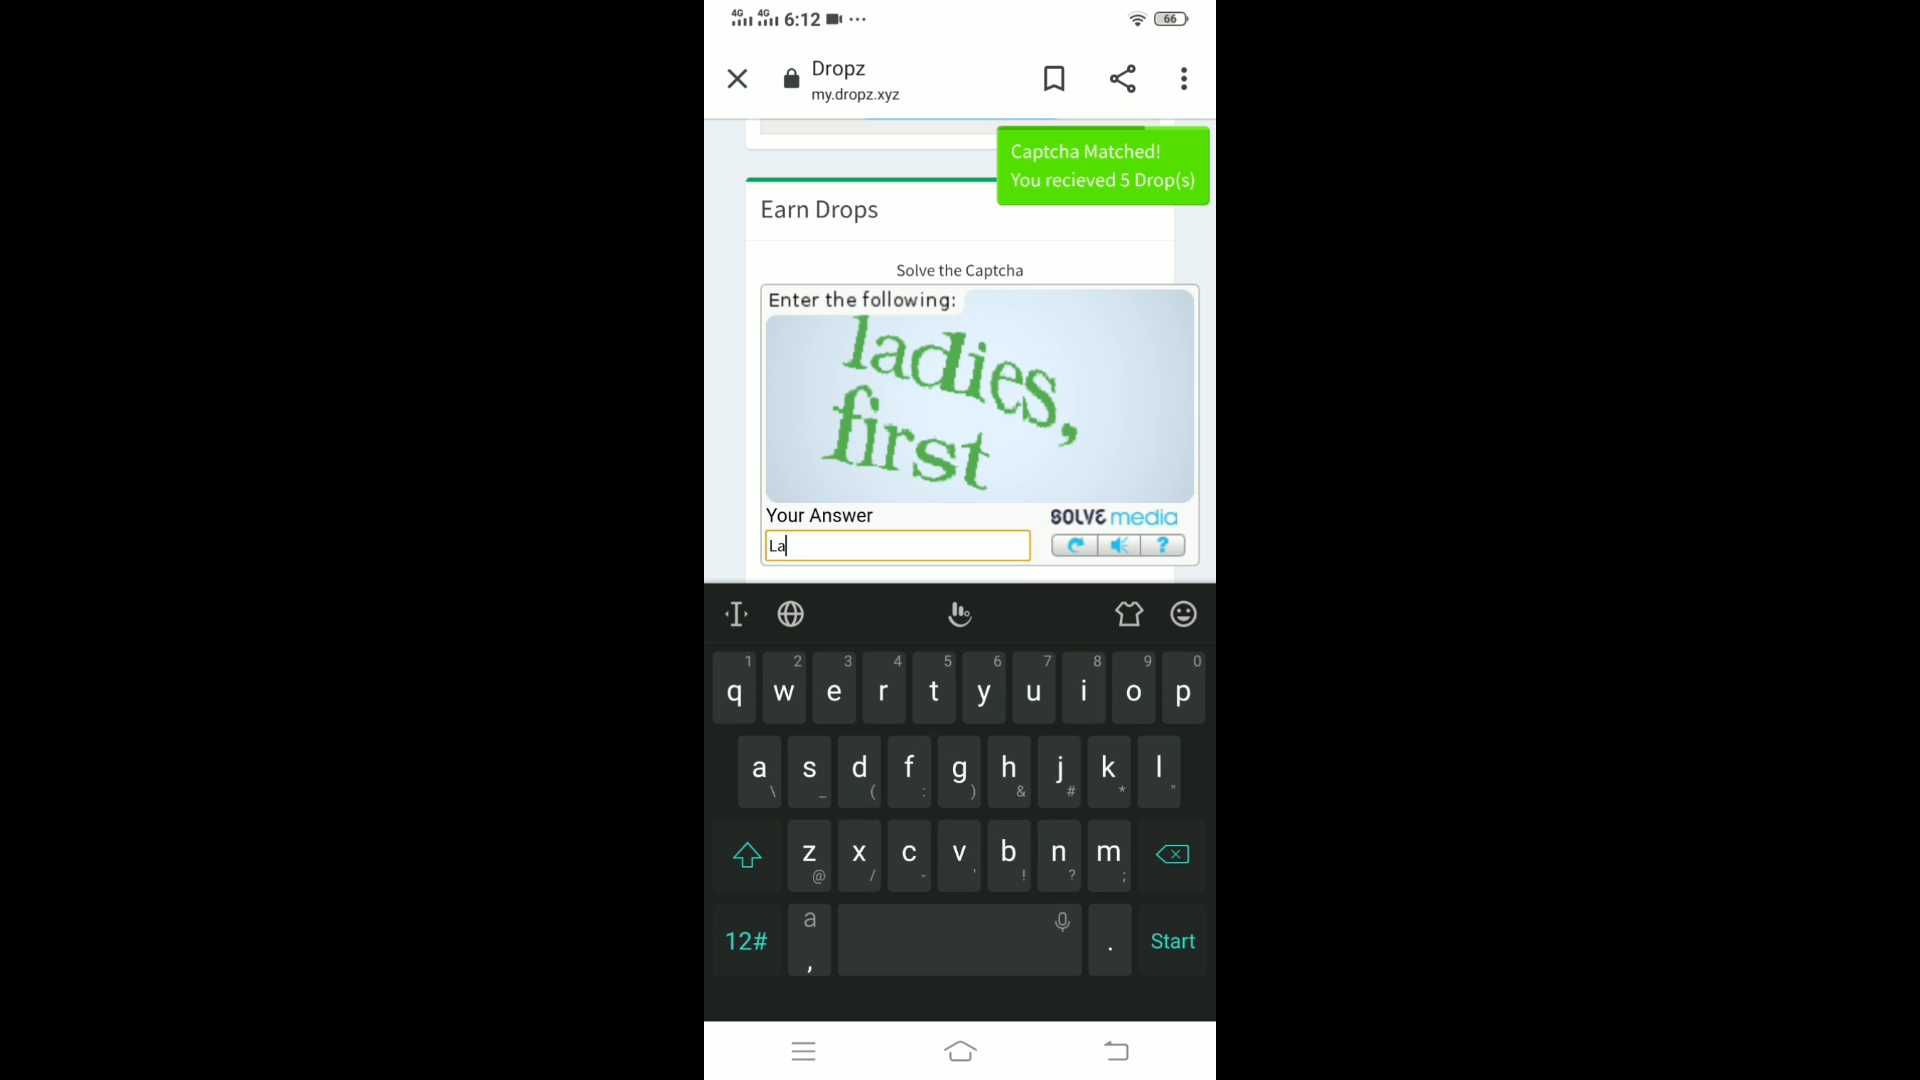 4G 4G 6:12 ... 66
Dropz
my.dropz.xyz
Captcha Matched!
You recieved 5 Drop(s)
Earn Drops
Solve the Captcha
Enter the following:
ladies,
first
Your Answer
SOLVE media
La
?
1 2 3 4 5 6 7 8 9 0
q w e r t y u i o p
a s d f g h j k l
\ _ ( : ) & # * "
z x c v b n m
@ / - ' ! ? ;
a
12# , . Start